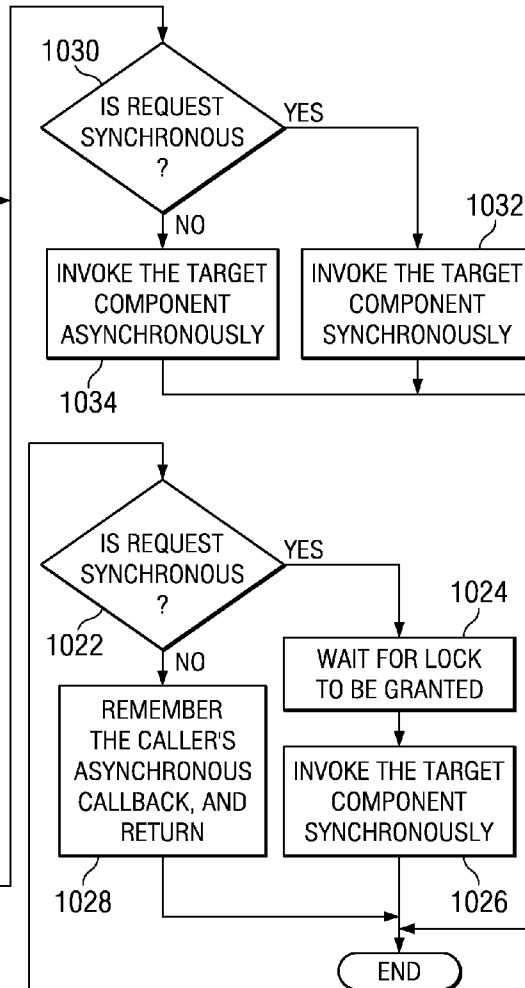 1030
IS REQUEST
SYNCHRONOUS
?
YES
NO
1032
INVOKE THE TARGET
COMPONENT
ASYNCHRONOUSLY
INVOKE THE TARGET
COMPONENT
SYNCHRONOUSLY
1034
IS REQUEST
SYNCHRONOUS
?
YES
1022
NO
1024
WAIT FOR LOCK
TO BE GRANTED
REMEMBER
THE CALLER'S
ASYNCHRONOUS
CALLBACK, AND
RETURN
INVOKE THE TARGET
COMPONENT
SYNCHRONOUSLY
1028
1026
END